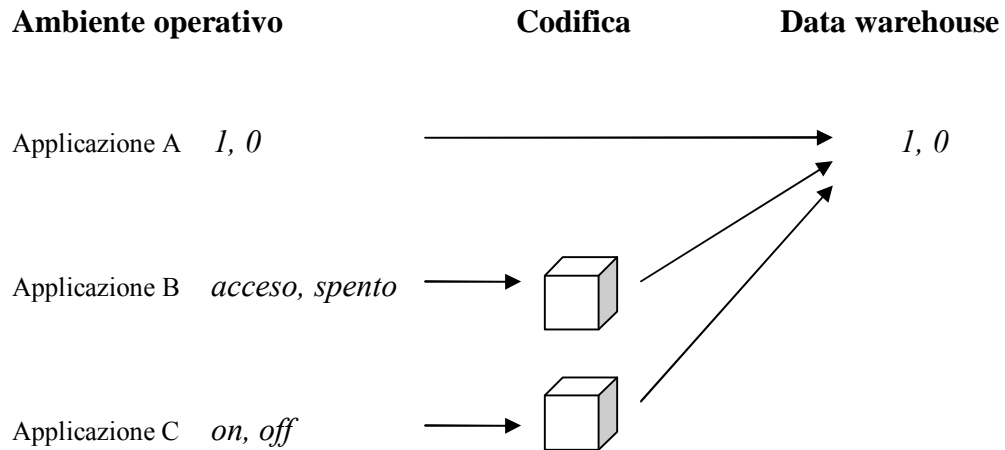 Ambiente operativo Codifica Data warehouse
Applicazione A 1, 0 1, 0
Applicazione B acceso, spento
Applicazione C on, off